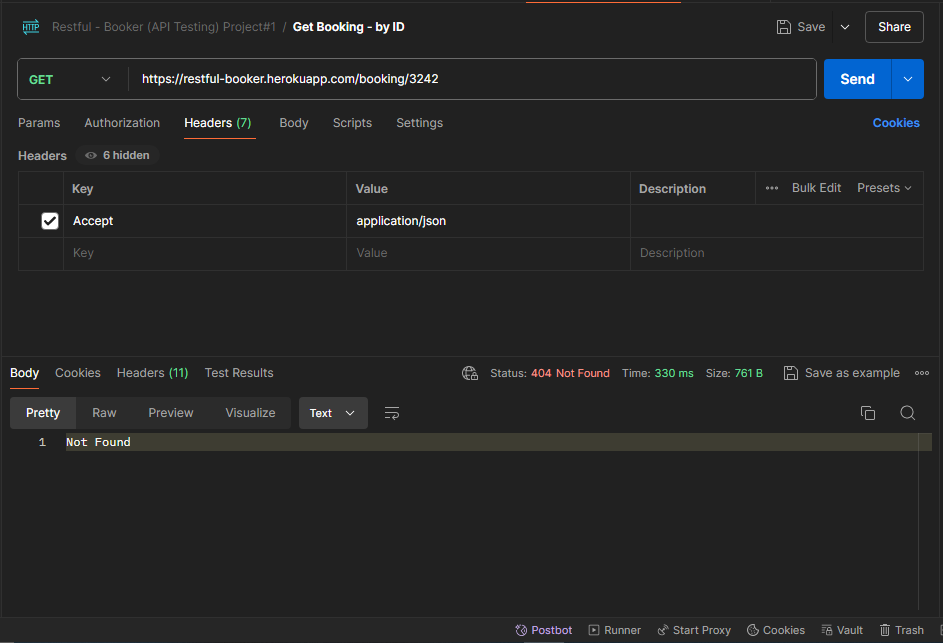 HTTP Restful - Booker (API Testing) Project#1 / Get Booking - by ID Save Share
GET https://restful-booker.herokuapp.com/booking/3242 Send
Params Authorization Headers (7) Body Scripts Settings Cookies
Headers 6 hidden
Key Value Description Bulk Edit Presets
Accept application/json
Key Value Description
Body Cookies Headers (11) Test Results Status: 404 Not Found Time: 330 ms Size: 761 B Save as example
Pretty Raw Preview Visualize Text
1 Not Found
Postbot Runner Start Proxy Cookies Vault Trash